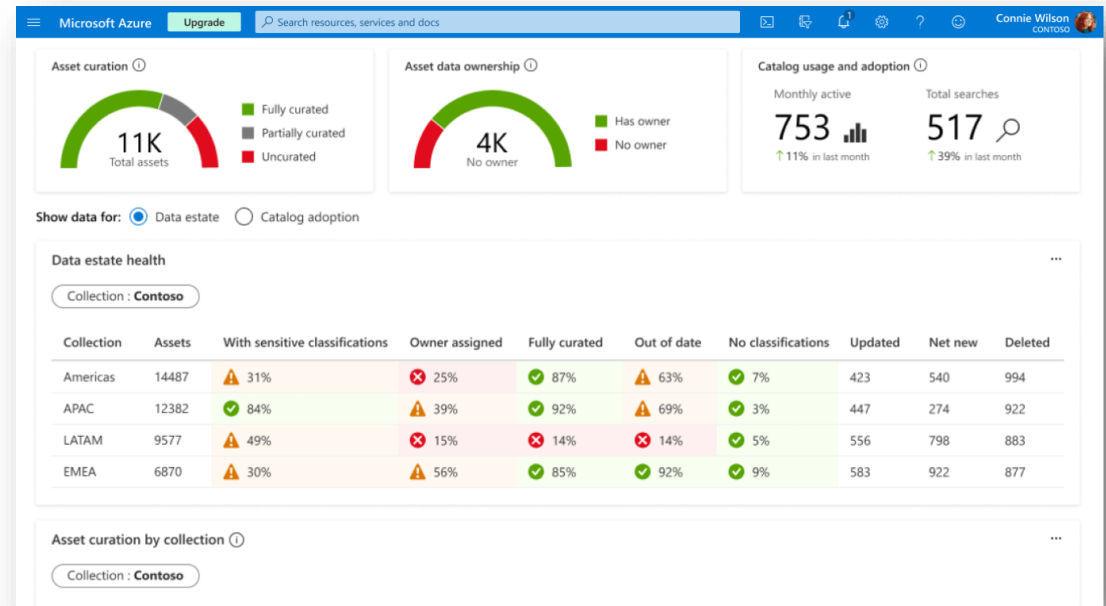 Microsoft Azure Upgrade Search resources, services and docs 1 ? Connie Wilson
CONTOSO
Asset curation
11K
Total assets
Fully curated
Partially curated
Uncurated
Asset data ownership
4K
No owner
Has owner
No owner
Catalog usage and adoption
Monthly active
753
↑ 11% in last month
Total searches
517
↑ 39% in last month
Show data for: Data estate Catalog adoption
Data estate health ...
Collection : Contoso
Collection Assets With sensitive classifications Owner assigned Fully curated Out of date No classifications Updated Net new Deleted
Americas 14487 31% 25% 87% 63% 7% 423 540 994
APAC 12382 84% 39% 92% 69% 3% 447 274 922
LATAM 9577 49% 15% 14% 14% 5% 556 798 883
EMEA 6870 30% 56% 85% 92% 9% 583 922 877
Asset curation by collection ...
Collection : Contoso